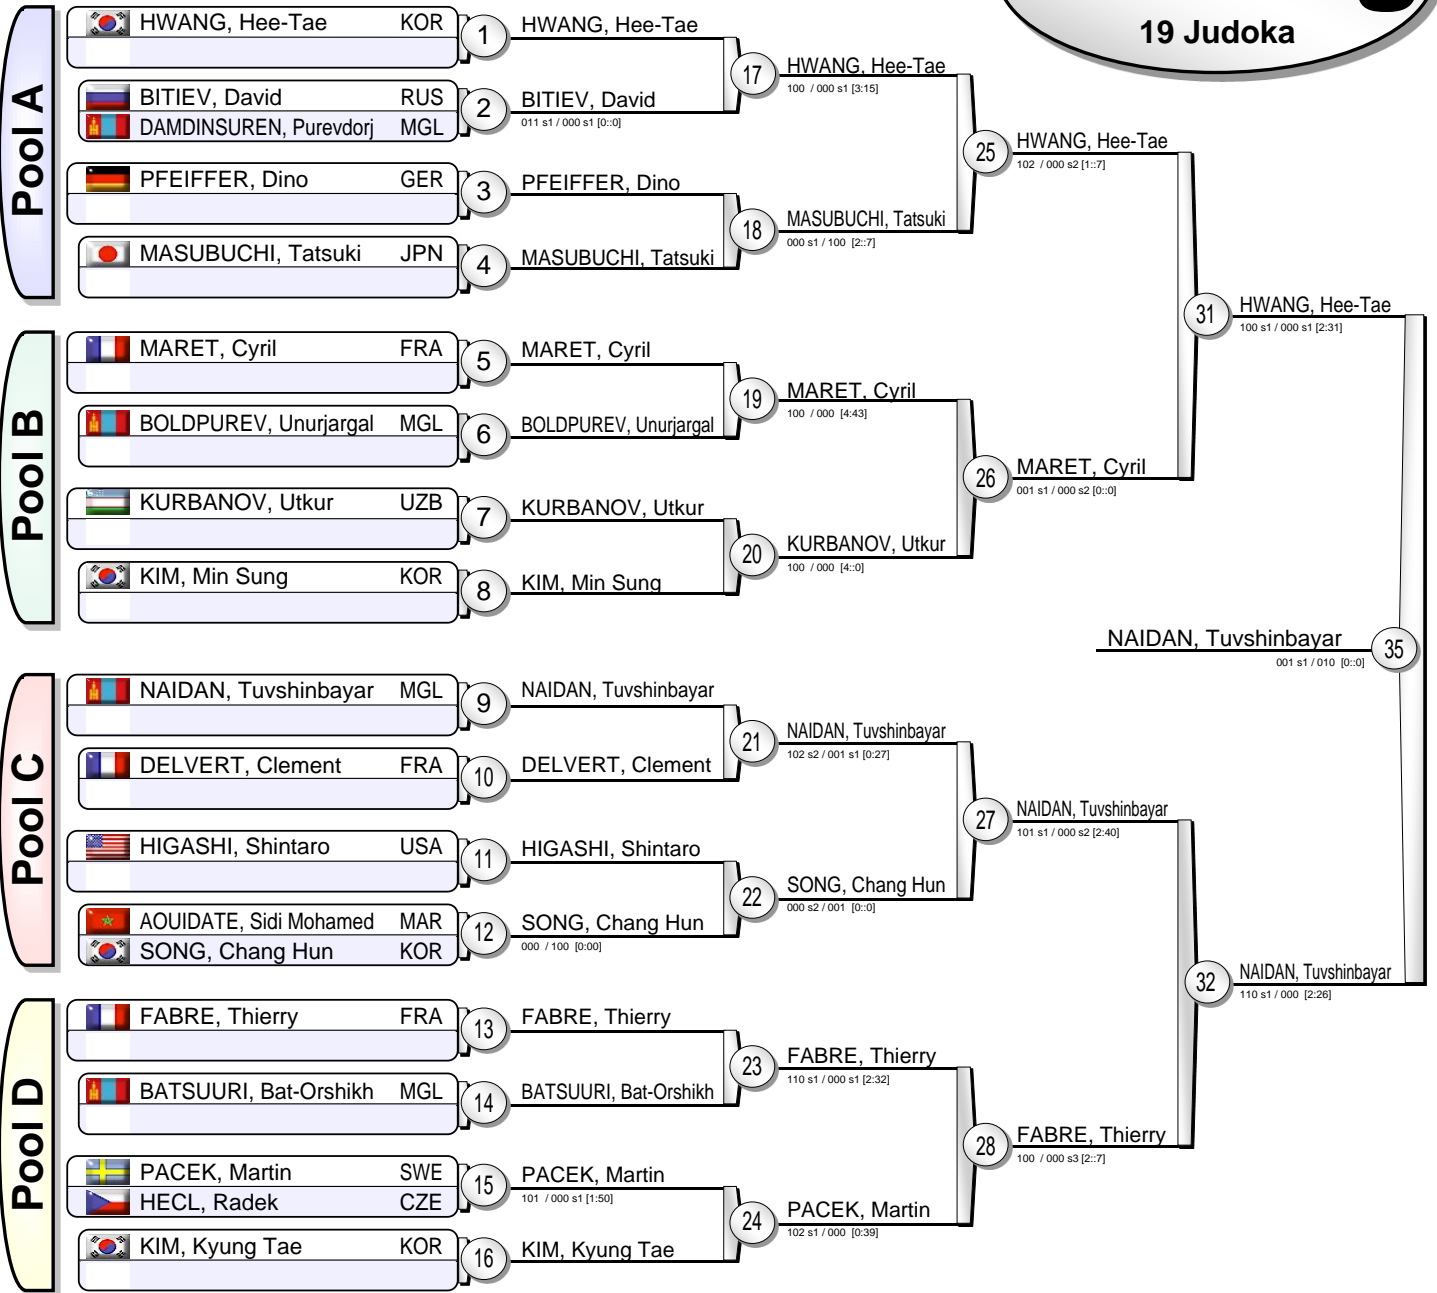 19 Judoka
Pool A
HWANG, Hee-Tae KOR
1
BITIEV, David RUS
DAMDINSUREN, Purevdorj MGL
2
PFEIFFER, Dino GER
3
MASUBUCHI, Tatsuki JPN
4
Pool B
MARET, Cyril FRA
5
BOLDPUREV, Unurjargal MGL
6
KURBANOV, Utkur UZB
7
KIM, Min Sung KOR
8
Pool C
NAIDAN, Tuvshinbayar MGL
9
DELVERT, Clement FRA
10
HIGASHI, Shintaro USA
11
AOUIDATE, Sidi Mohamed MAR
SONG, Chang Hun KOR
12
Pool D
FABRE, Thierry FRA
13
BATSUURI, Bat-Orshikh MGL
14
PACEK, Martin SWE
HECL, Radek CZE
15
KIM, Kyung Tae KOR
16
HWANG, Hee-Tae
BITIEV, David
011 s1 / 000 s1 [0::0]
17
PFEIFFER, Dino
MASUBUCHI, Tatsuki
18
MARET, Cyril
BOLDPUREV, Unurjargal
19
KURBANOV, Utkur
KIM, Min Sung
20
NAIDAN, Tuvshinbayar
DELVERT, Clement
21
HIGASHI, Shintaro
SONG, Chang Hun
000 / 100 [0:00]
22
FABRE, Thierry
BATSUURI, Bat-Orshikh
23
PACEK, Martin
101 / 000 s1 [1:50]
KIM, Kyung Tae
24
HWANG, Hee-Tae
100 / 000 s1 [3:15]
MASUBUCHI, Tatsuki
000 s1 / 100 [2::7]
25
MARET, Cyril
100 / 000 [4:43]
KURBANOV, Utkur
100 / 000 [4::0]
26
NAIDAN, Tuvshinbayar
102 s2 / 001 s1 [0:27]
SONG, Chang Hun
000 s2 / 001 [0::0]
27
FABRE, Thierry
110 s1 / 000 s1 [2:32]
PACEK, Martin
102 s1 / 000 [0:39]
28
HWANG, Hee-Tae
102 / 000 s2 [1::7]
MARET, Cyril
001 s1 / 000 s2 [0::0]
31
NAIDAN, Tuvshinbayar
101 s1 / 000 s2 [2:40]
FABRE, Thierry
100 / 000 s3 [2::7]
32
HWANG, Hee-Tae
100 s1 / 000 s1 [2:31]
NAIDAN, Tuvshinbayar
110 s1 / 000 [2:26]
NAIDAN, Tuvshinbayar
001 s1 / 010 [0::0]
35